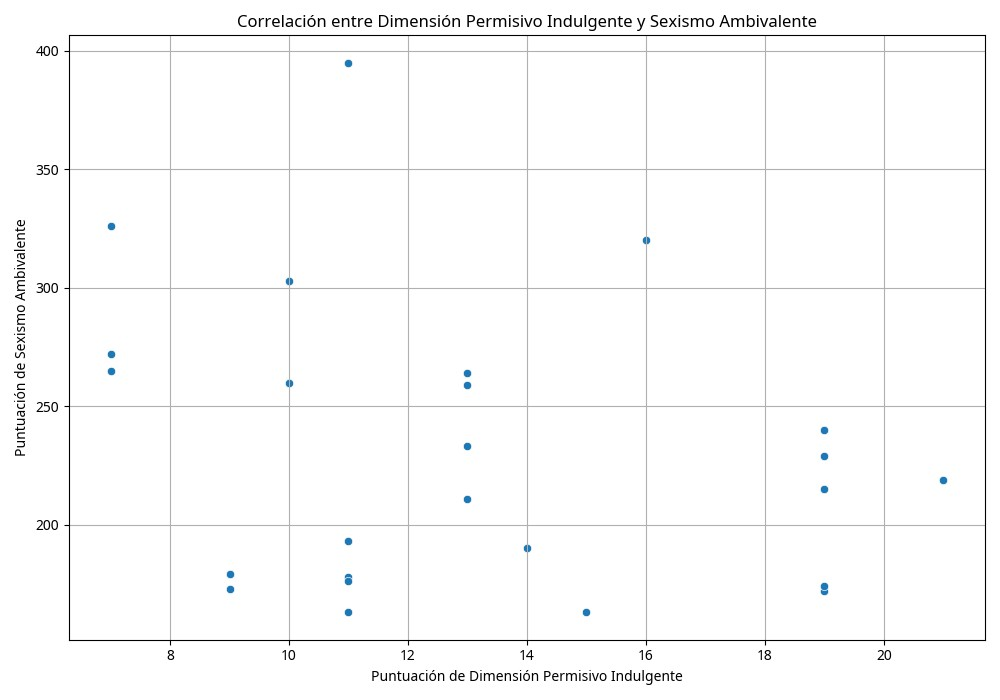 Correlación entre Dimensión Permisivo Indulgente y Sexismo Ambivalente
400
350
300
250
200
Puntuación de Sexismo Ambivalente
8 10 12 14 16 18 20
Puntuación de Dimensión Permisivo Indulgente